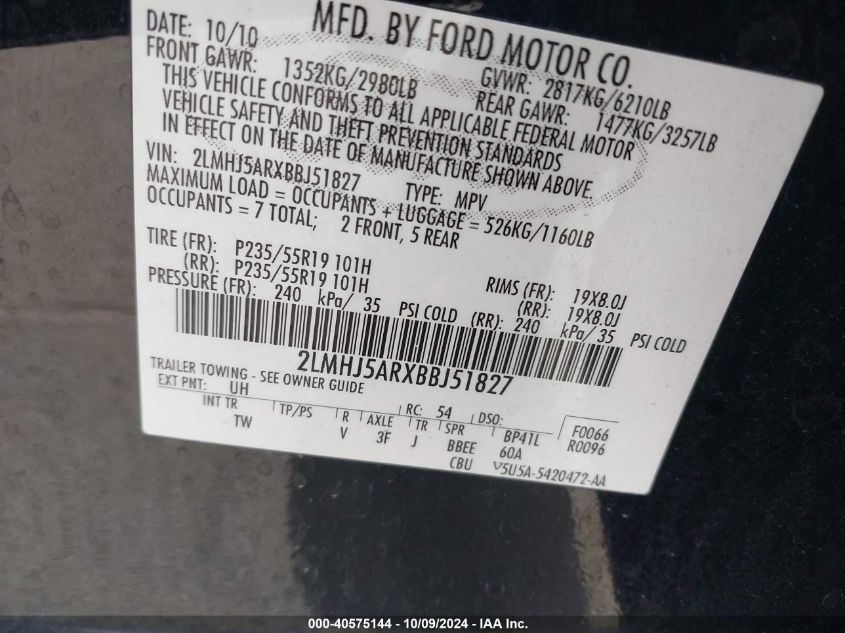 MFD. BY FORD MOTOR CO.
DATE: 10/10 GVWR: 2817KG/6210LB
FRONT GAWR: 1352KG/2980LB REAR GAWR: 1477KG/3257LB
THIS VEHICLE CONFORMS TO ALL APPLICABLE FEDERAL MOTOR
VEHICLE SAFETY AND THEFT PREVENTION STANDARDS
IN EFFECT ON THE DATE OF MANUFACTURE SHOWN ABOVE.
VIN: 2LMHJ5ARXBBJ51827 TYPE: MPV
MAXIMUM LOAD = OCCUPANTS + LUGGAGE = 526KG/1160LB
OCCUPANTS = 7 TOTAL; 2 FRONT, 5 REAR
TIRE (FR): P235/55R19 101H RIMS (FR): 19X8.0J
(RR): P235/55R19 101H (RR): 19X8.0J
PRESSURE (FR): 240 kPa/ 35 PSI COLD (RR): 240 kPa/ 35 PSI COLD
2LMHJ5ARXBBJ51827
TRAILER TOWING - SEE OWNER GUIDE
EXT PNT: UH RC: 54 DSO: F0066
INT TR TP/PS R AXLE TR SPR BP41L R0096
TW V 3F J BBEE 60A
CBU V5U5A-5420472-AA
000-40575144 - 10/09/2024 - IAA Inc.